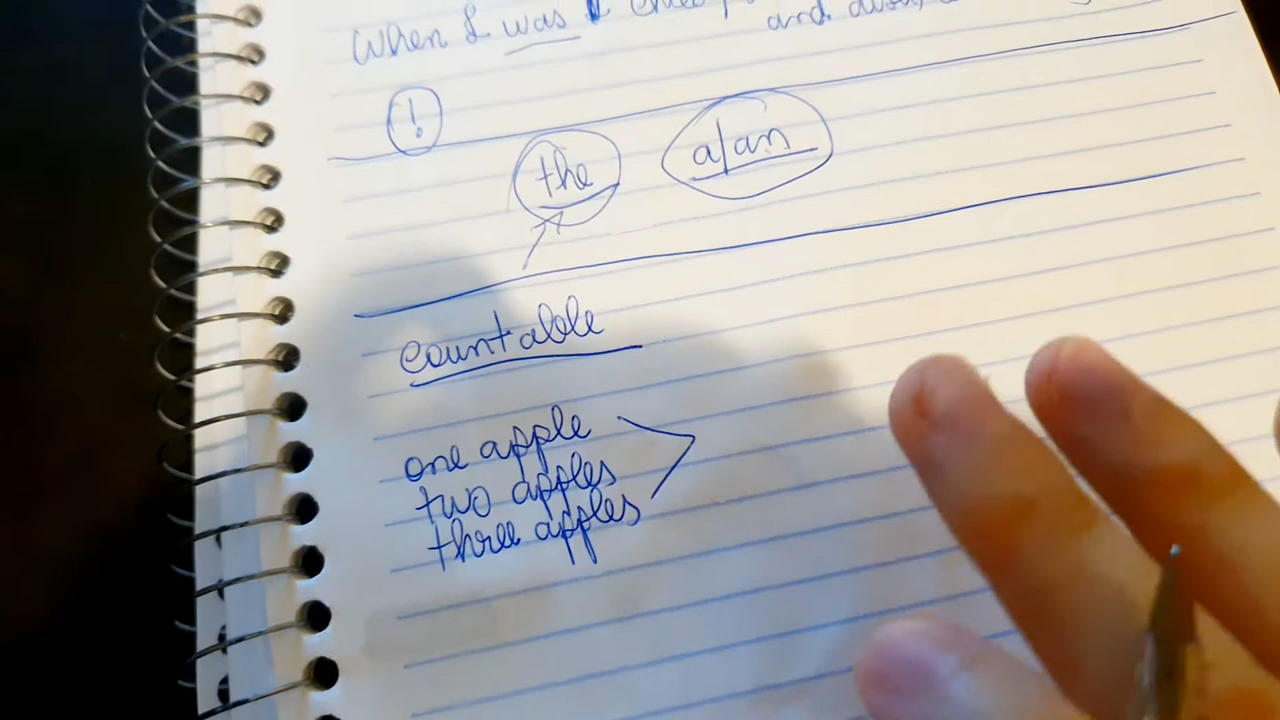 When I was
and
!
the a/an
countable
one apple
two apples
three apples